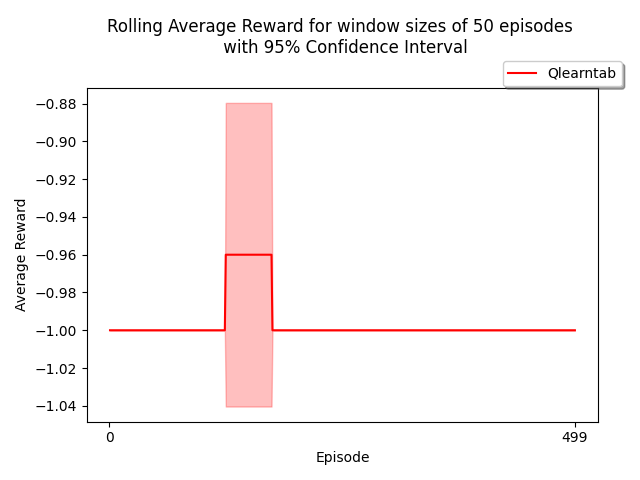 Rolling Average Reward for window sizes of 50 episodes
with 95% Confidence Interval
Qlearntab
−0.88
−0.90
−0.92
−0.94
−0.96
−0.98
−1.00
−1.02
−1.04
Average Reward
0
499
Episode